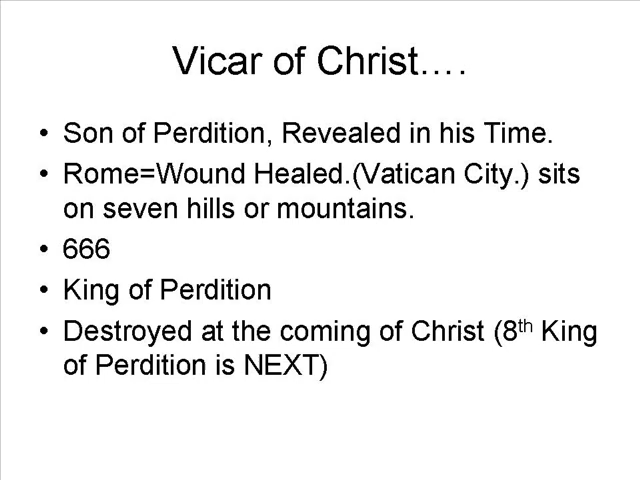 Vicar of Christ….
• Son of Perdition, Revealed in his Time.
• Rome=Wound Healed.(Vatican City.) sits
on seven hills or mountains.
• 666
• King of Perdition
• Destroyed at the coming of Christ (8th King
of Perdition is NEXT)